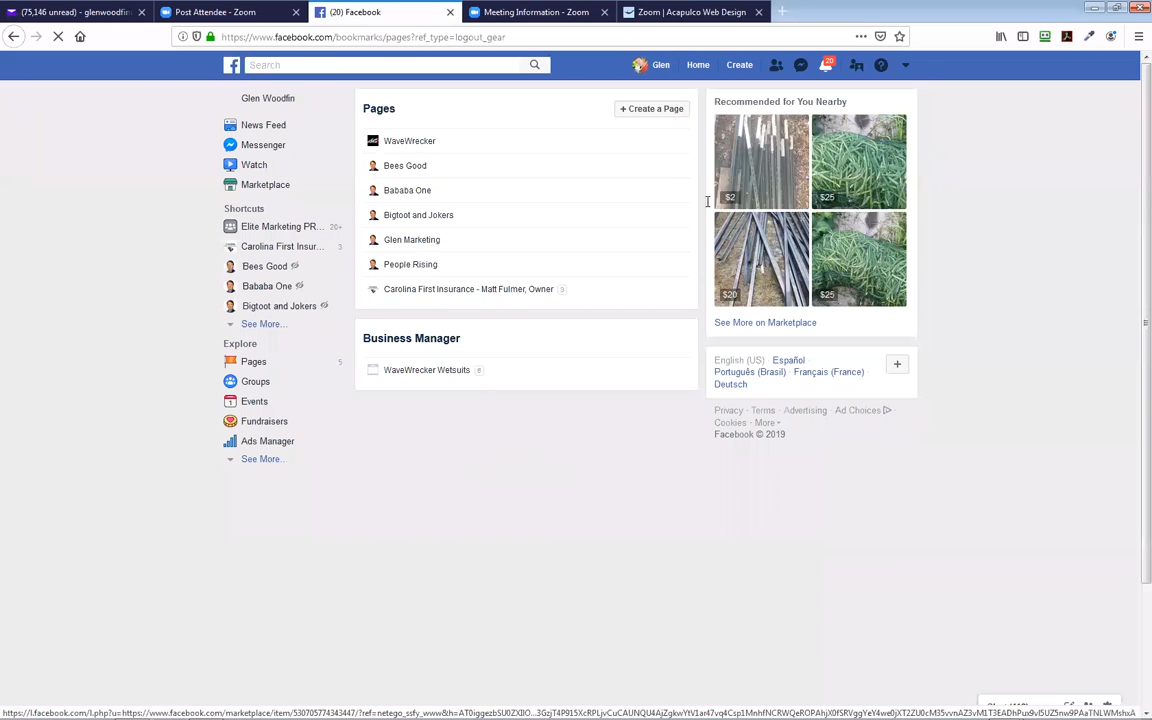 (75,146 unread) - glenwoodfin
Post Attendee - Zoom
(20) Facebook
Meeting Information - Zoom
Zoom | Acapulco Web Design
https://www.facebook.com/bookmarks/pages?ref_type=logout_gear
Search
Glen
Home
Create
20
Glen Woodfin
News Feed
Messenger
Watch
Marketplace
Shortcuts
Elite Marketing PR... 20+
Carolina First Insur... 3
Bees Good
Bababa One
Bigtoot and Jokers
See More...
Explore
Pages 5
Groups
Events
Fundraisers
Ads Manager
See More...
Pages
+ Create a Page
WaveWrecker
Bees Good
Bababa One
Bigtoot and Jokers
Glen Marketing
People Rising
Carolina First Insurance - Matt Fulmer, Owner 3
Business Manager
WaveWrecker Wetsuits 6
Recommended for You Nearby
$2
$25
$20
$25
See More on Marketplace
English (US) · Español ·
Português (Brasil) · Français (France) ·
Deutsch
Privacy · Terms · Advertising · Ad Choices
Cookies · More
Facebook © 2019